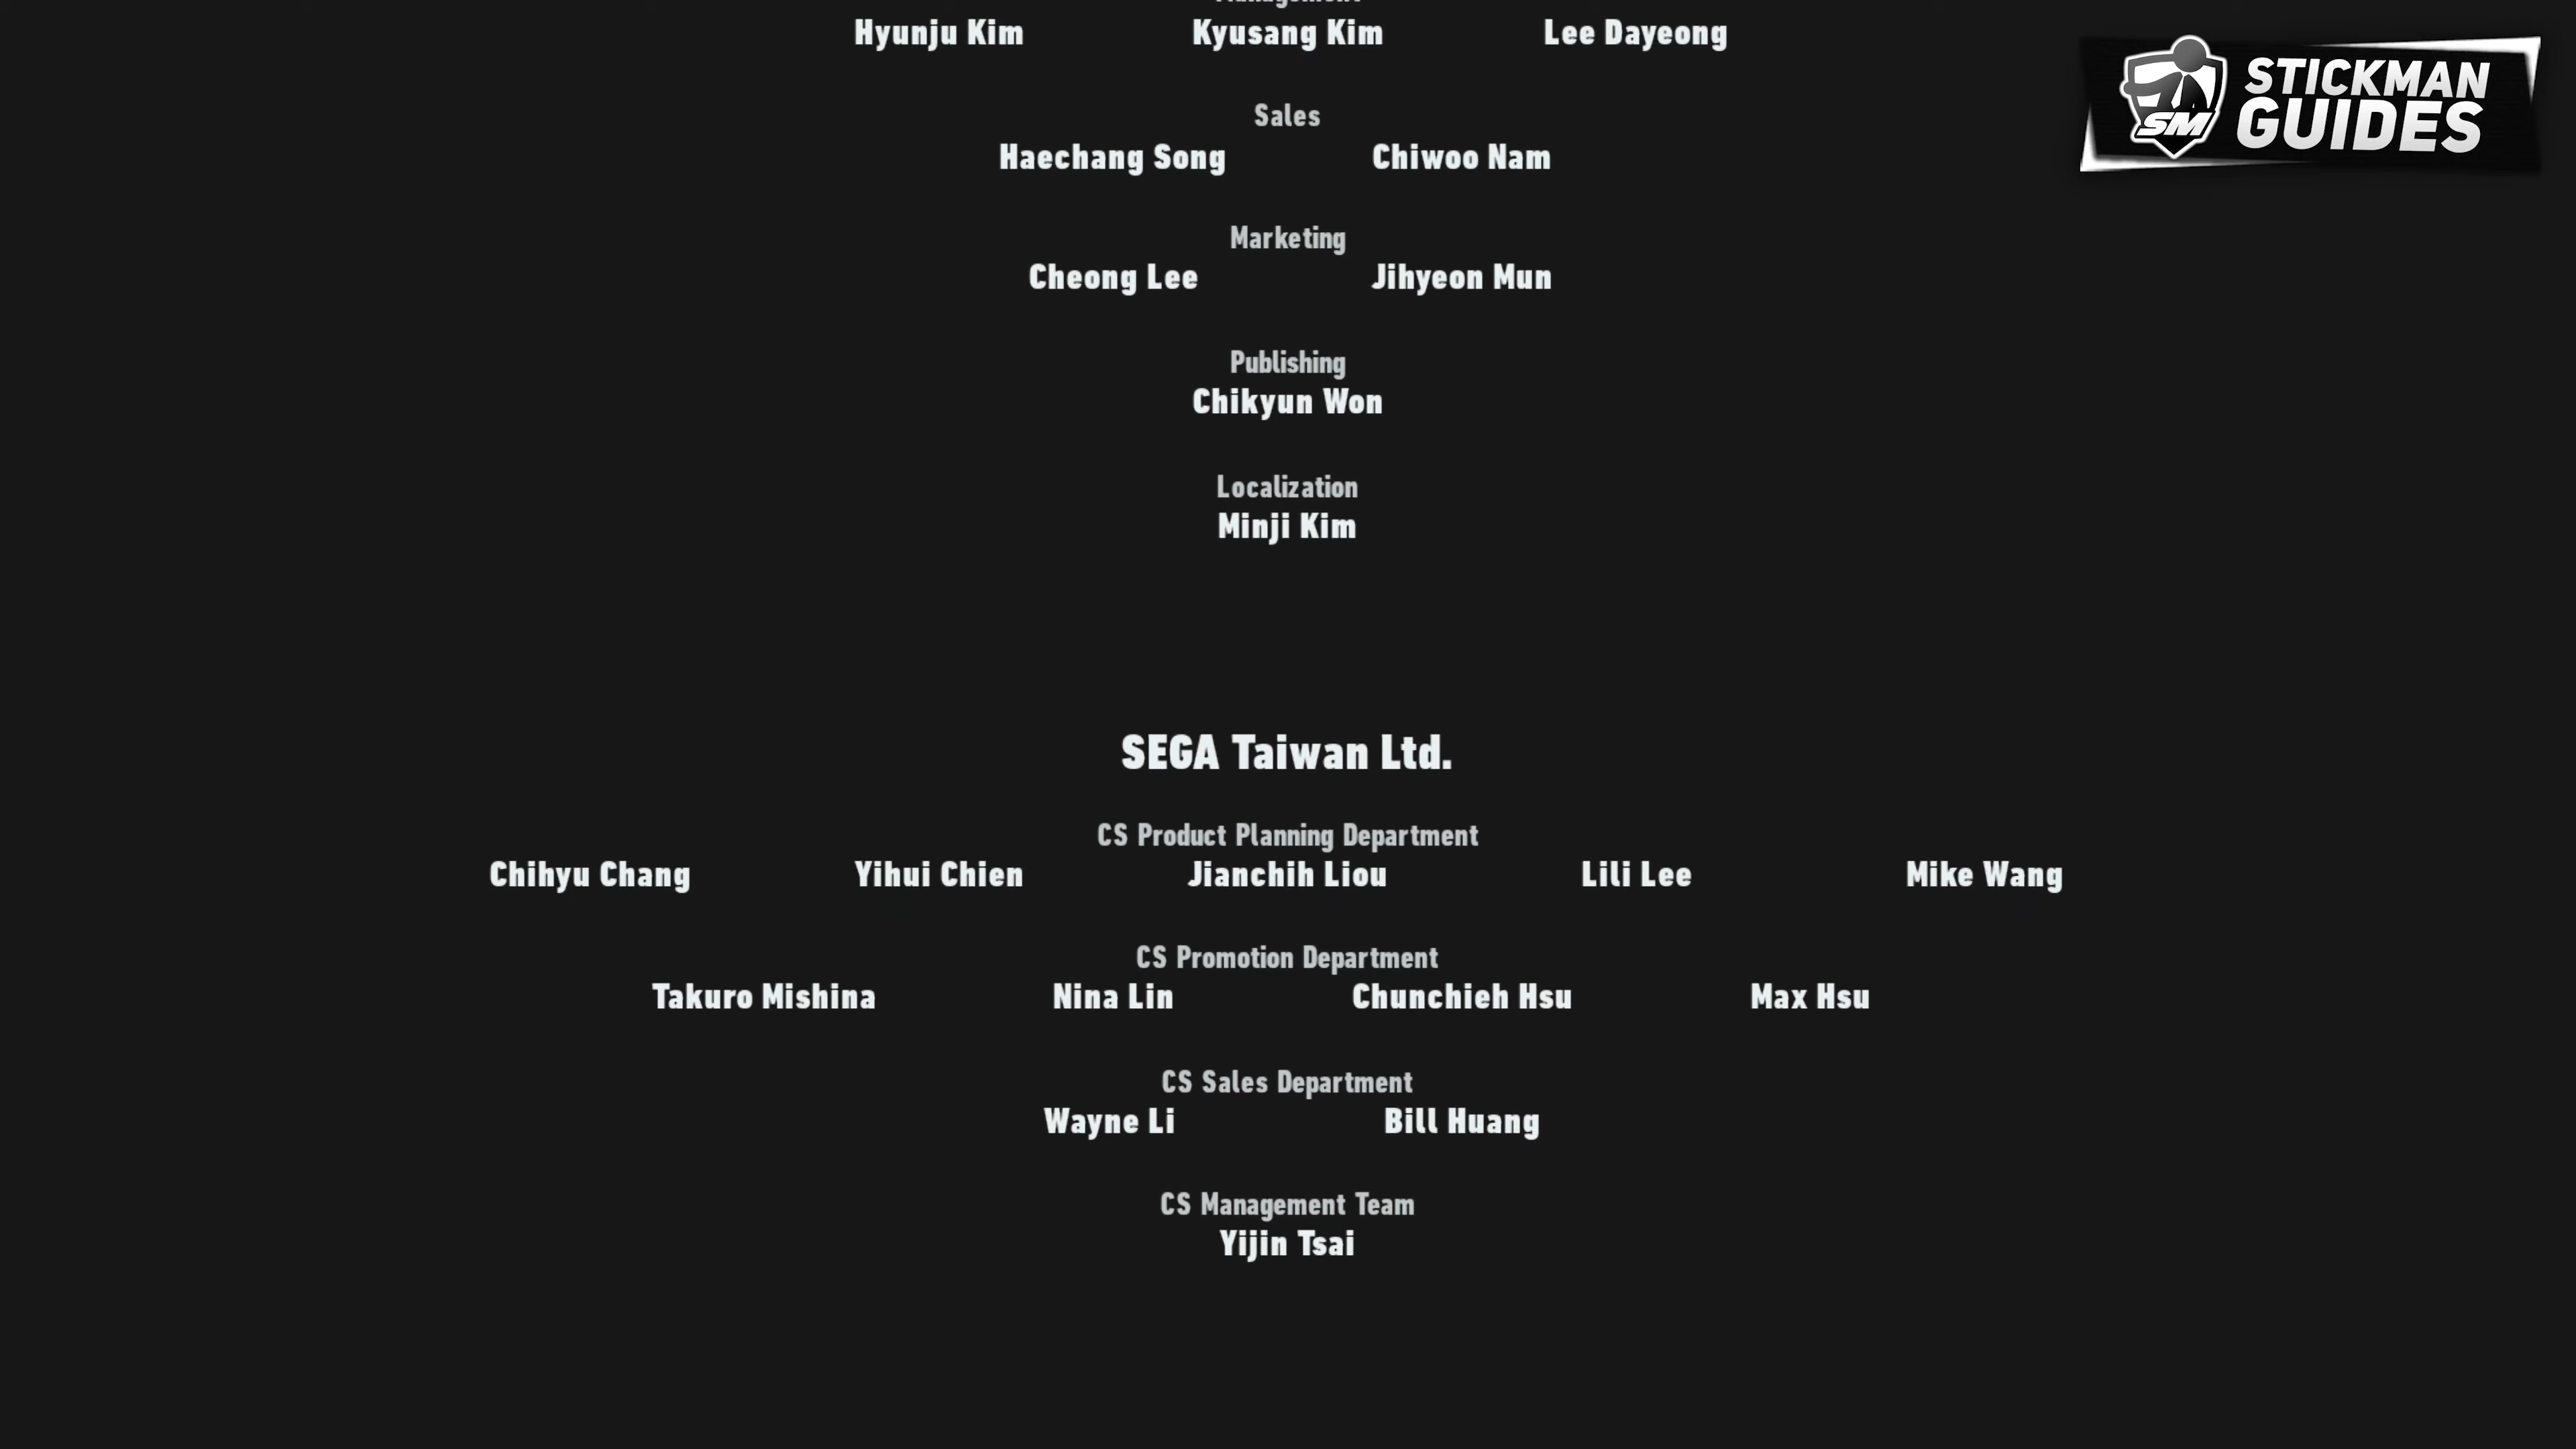 Management
Hyunju Kim Kyusang Kim Lee Dayeong
STICKMAN
GUIDES
SM
Sales
Haechang Song Chiwoo Nam
Marketing
Cheong Lee Jihyeon Mun
Publishing
Chikyun Won
Localization
Minji Kim
SEGA Taiwan Ltd.
CS Product Planning Department
Chihyu Chang Yihui Chien Jianchih Liou Lili Lee Mike Wang
CS Promotion Department
Takuro Mishina Nina Lin Chunchieh Hsu Max Hsu
CS Sales Department
Wayne Li Bill Huang
CS Management Team
Yijin Tsai